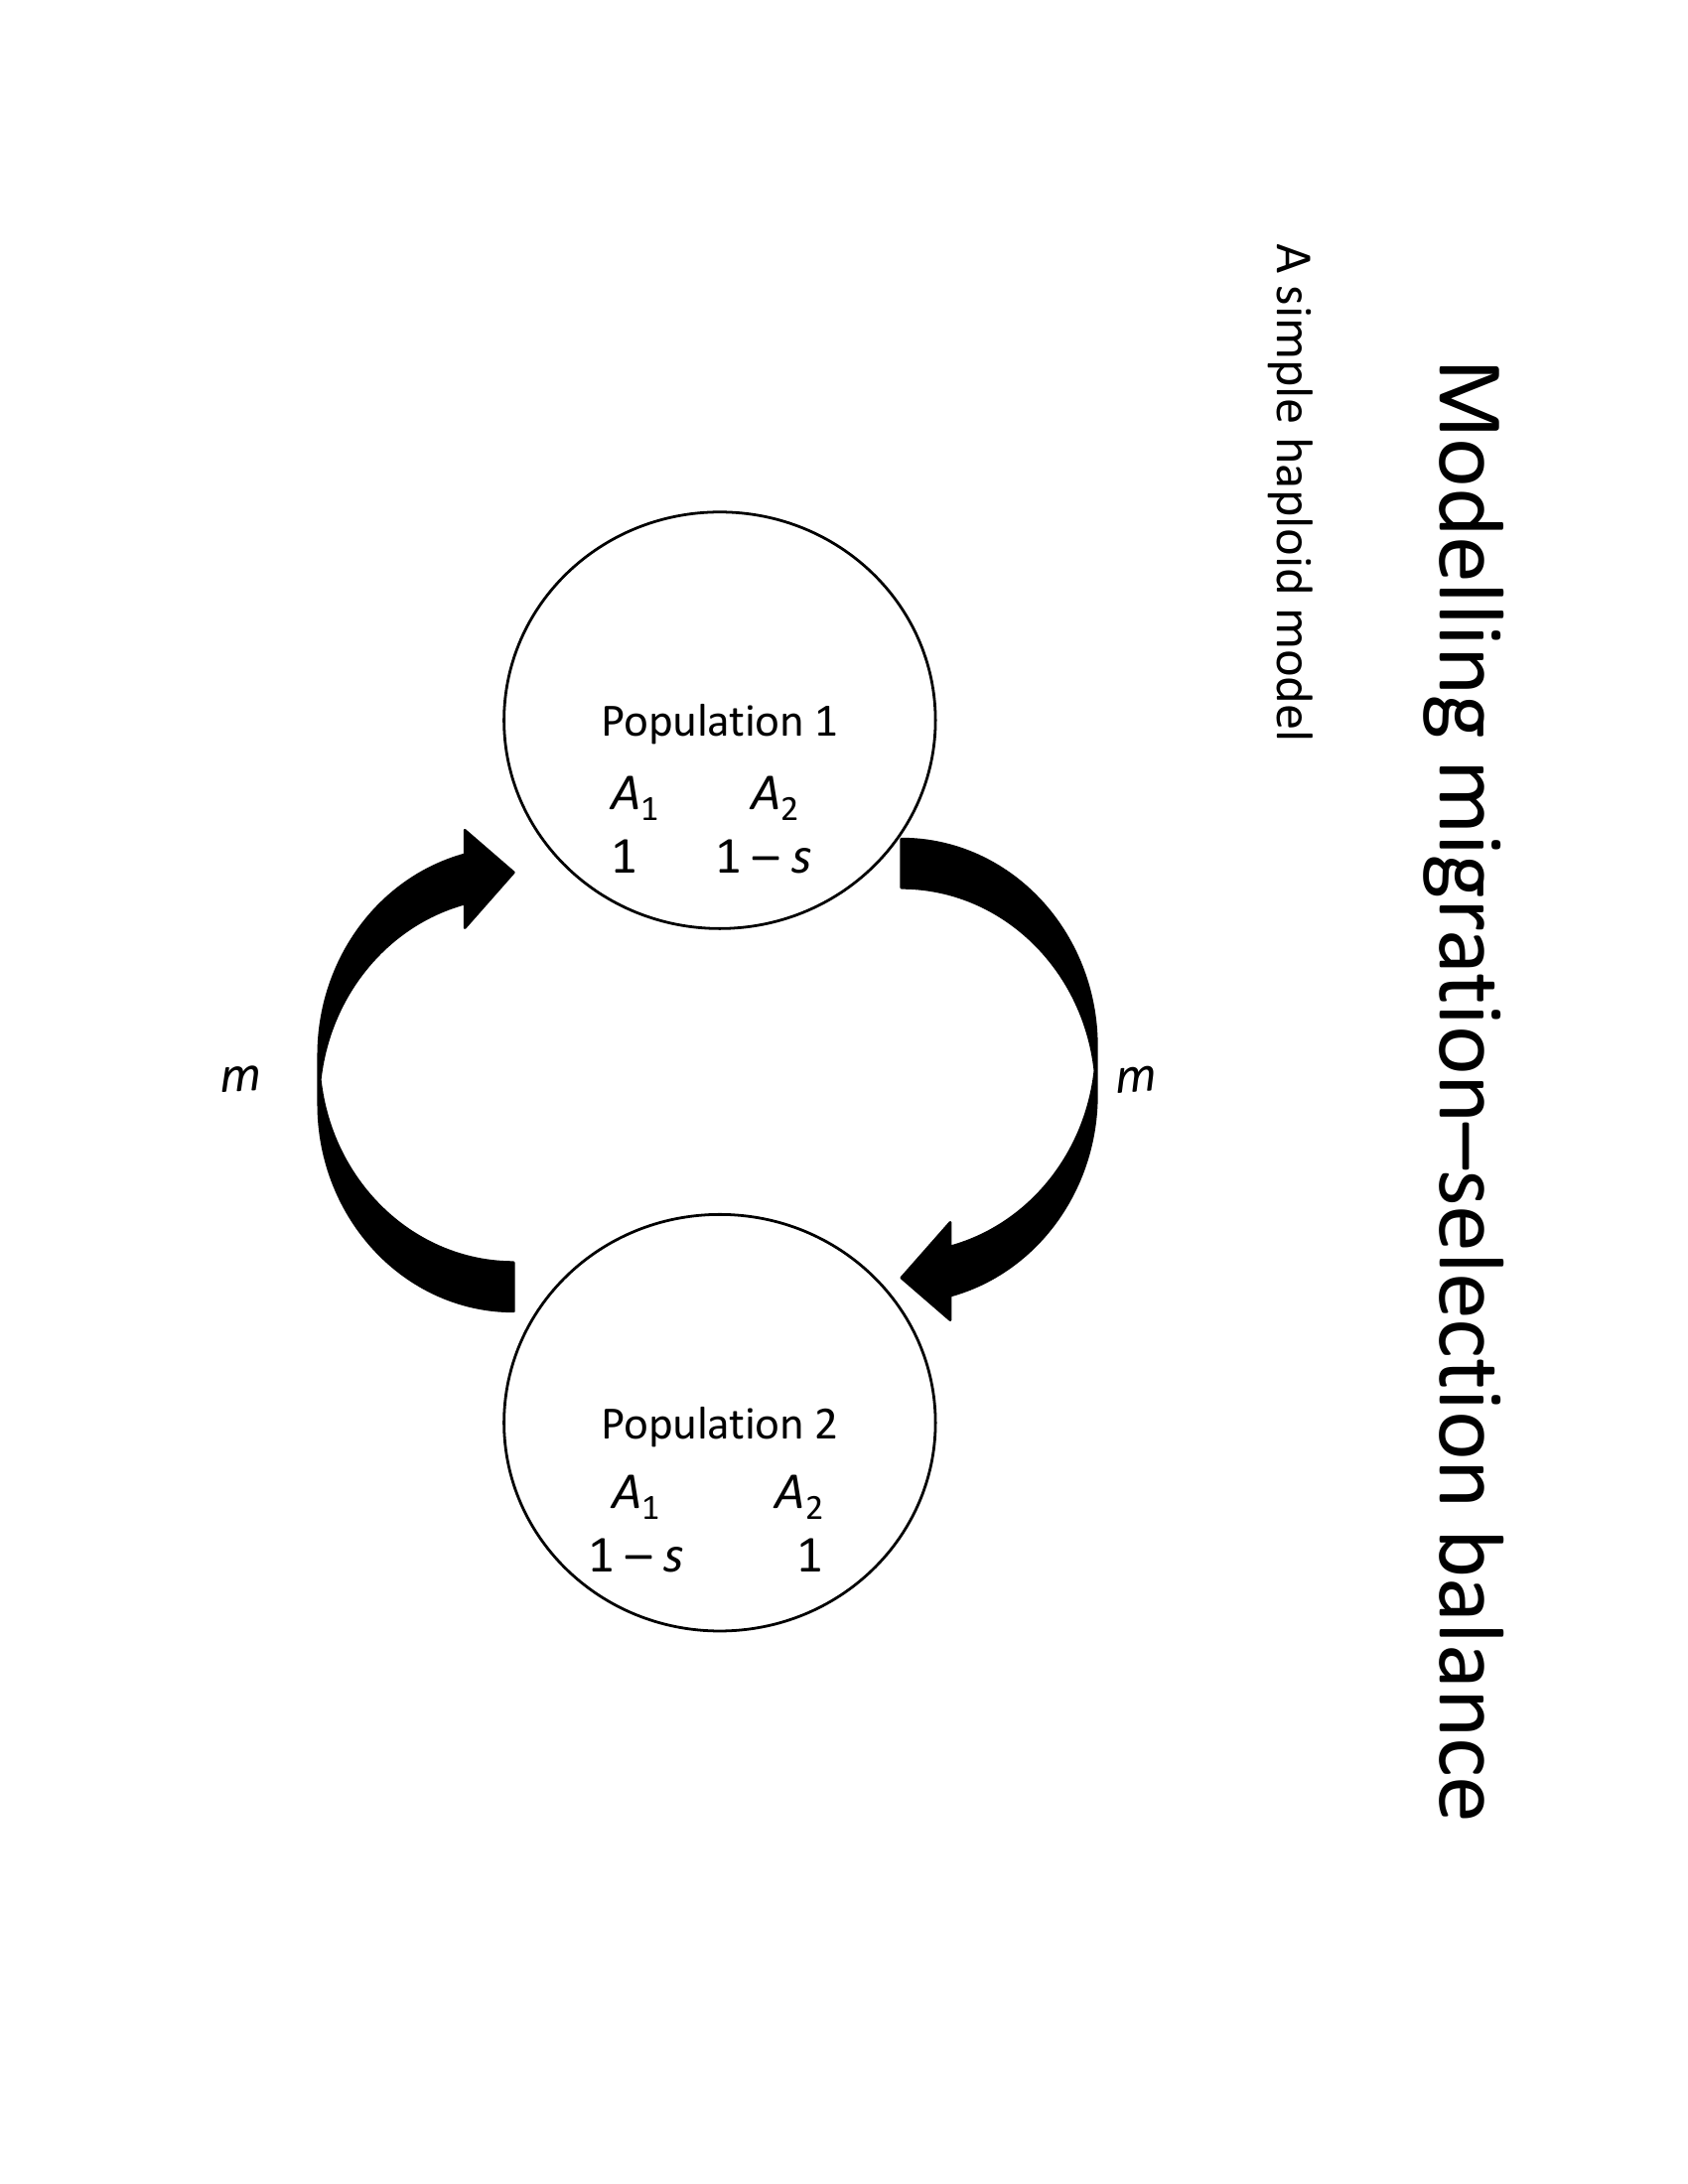 Modelling migration–selection balance
A simple haploid model
Population 1
A₁ A₂
1 1 – s
m
m
Population 2
A₁ A₂
1 – s 1